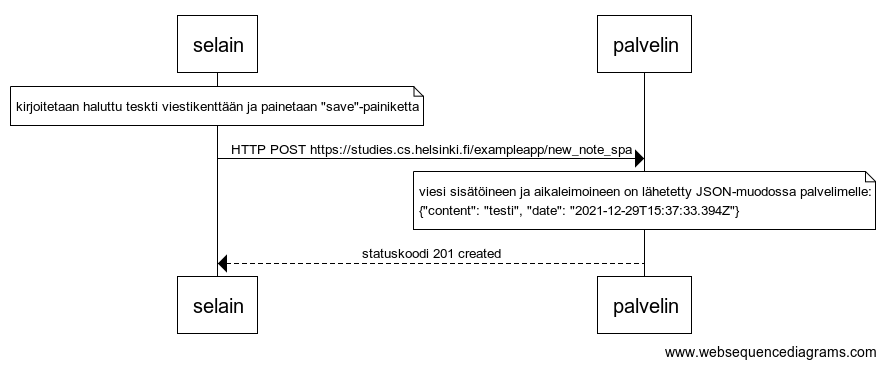 selain
palvelin
kirjoitetaan haluttu teskti viestikenttään ja painetaan "save"-painiketta
HTTP POST https://studies.cs.helsinki.fi/exampleapp/new_note_spa
viesi sisätöineen ja aikaleimoineen on lähetetty JSON-muodossa palvelimelle:
{"content": "testi", "date": "2021-12-29T15:37:33.394Z"}
statuskoodi 201 created
selain
palvelin
www.websequencediagrams.com